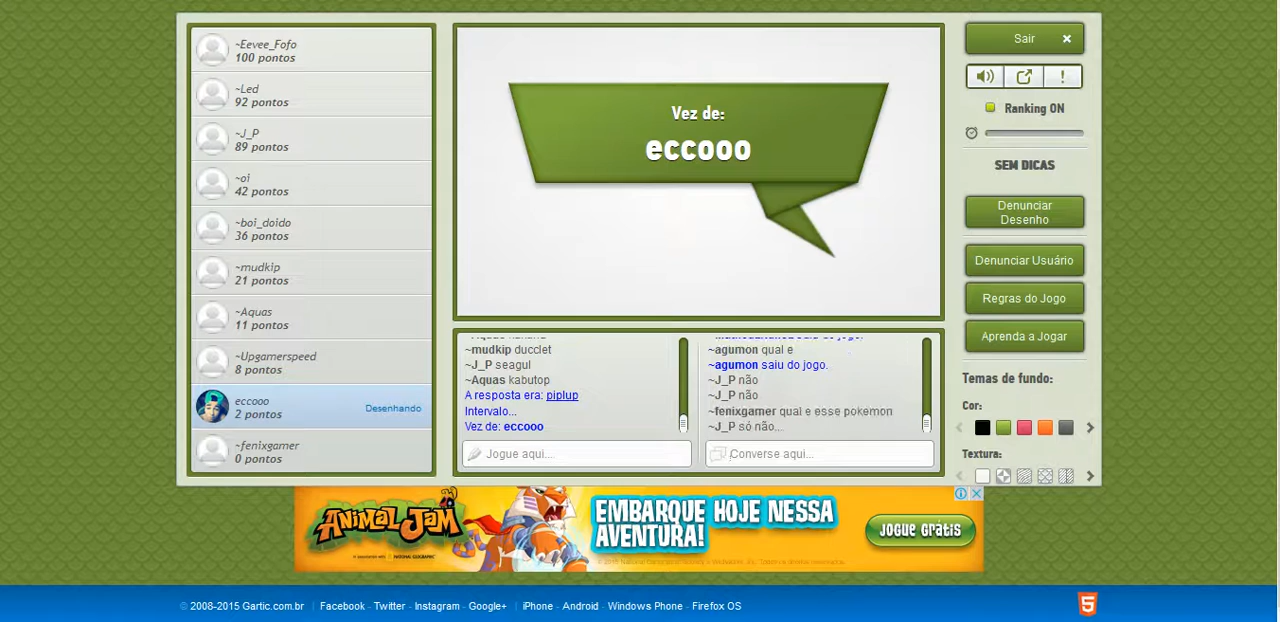 ~Eevee_Fofo
100 pontos
~Led
92 pontos
~J_P
89 pontos
~oi
42 pontos
~boi_doido
36 pontos
~mudkip
21 pontos
~Aquas
11 pontos
~Upgamerspeed
8 pontos
eccooo
2 pontos
Desenhando
~fenixgamer
0 pontos
Vez de:
eccooo
~mudkip ducclet
~J_P seagul
~Aquas kabutop
A resposta era: piplup
Intervalo...
Vez de: eccooo
Jogue aqui...
~agumon qual e
~agumon saiu do jogo.
~J_P não
~J_P não
~fenixgamer qual e esse pokemon
~J_P só não...
Converse aqui...
Sair
Ranking ON
SEM DICAS
Denunciar
Desenho
Denunciar Usuário
Regras do Jogo
Aprenda a Jogar
Temas de fundo:
Cor:
Textura:
ANIMAL JAM
EMBARQUE HOJE NESSA
AVENTURA!
JOGUE GRÁTIS
© 2008-2015 Gartic.com.br | Facebook - Twitter - Instagram - Google+ | iPhone - Android - Windows Phone - Firefox OS
5